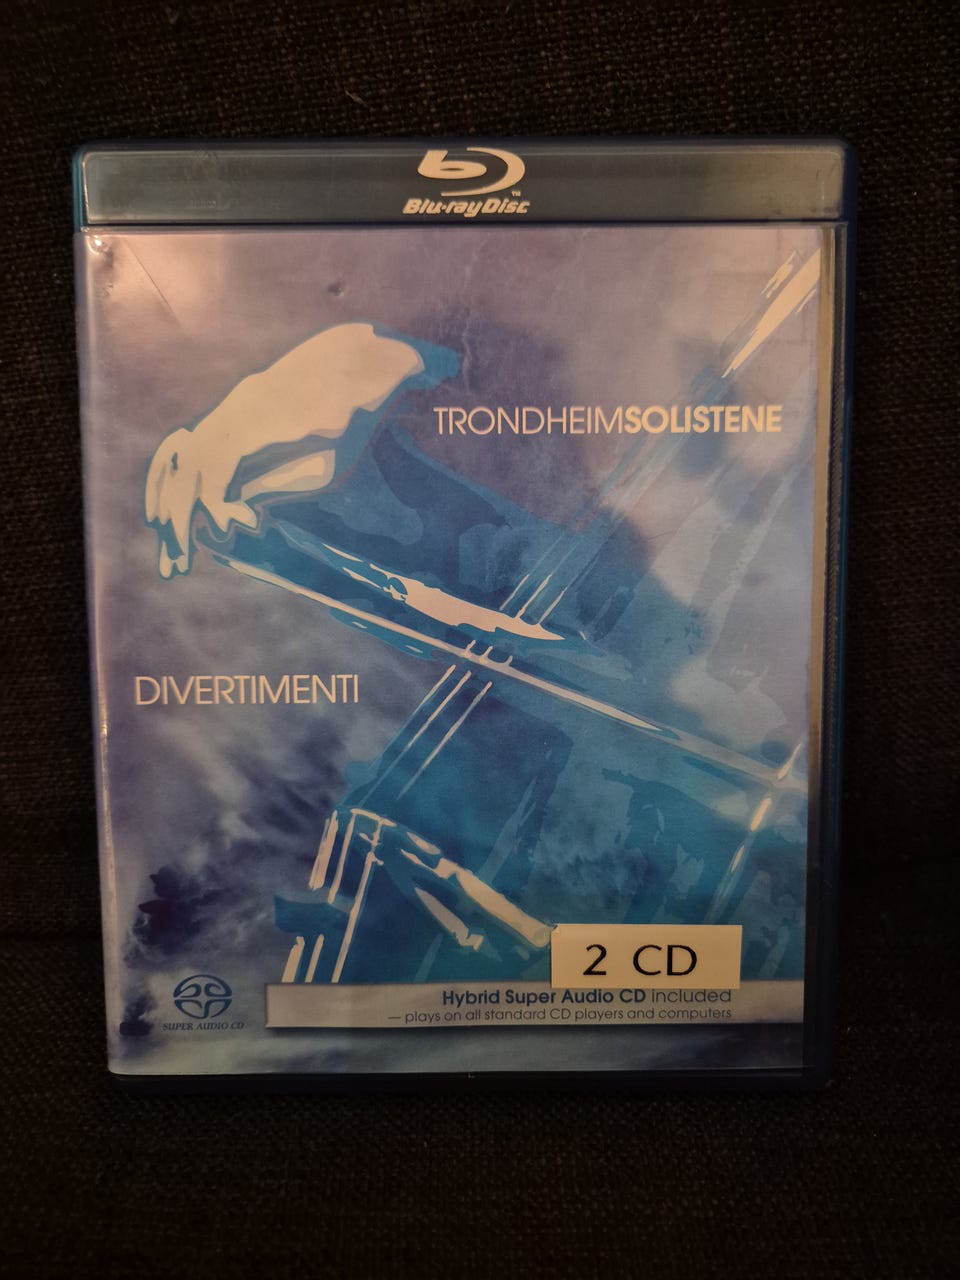 Blu-ray Disc™
TRONDHEIMSOLISTENE
DIVERTIMENTI
2 CD
Hybrid Super Audio CD included
— plays on all standard CD players and computers
SUPER AUDIO CD